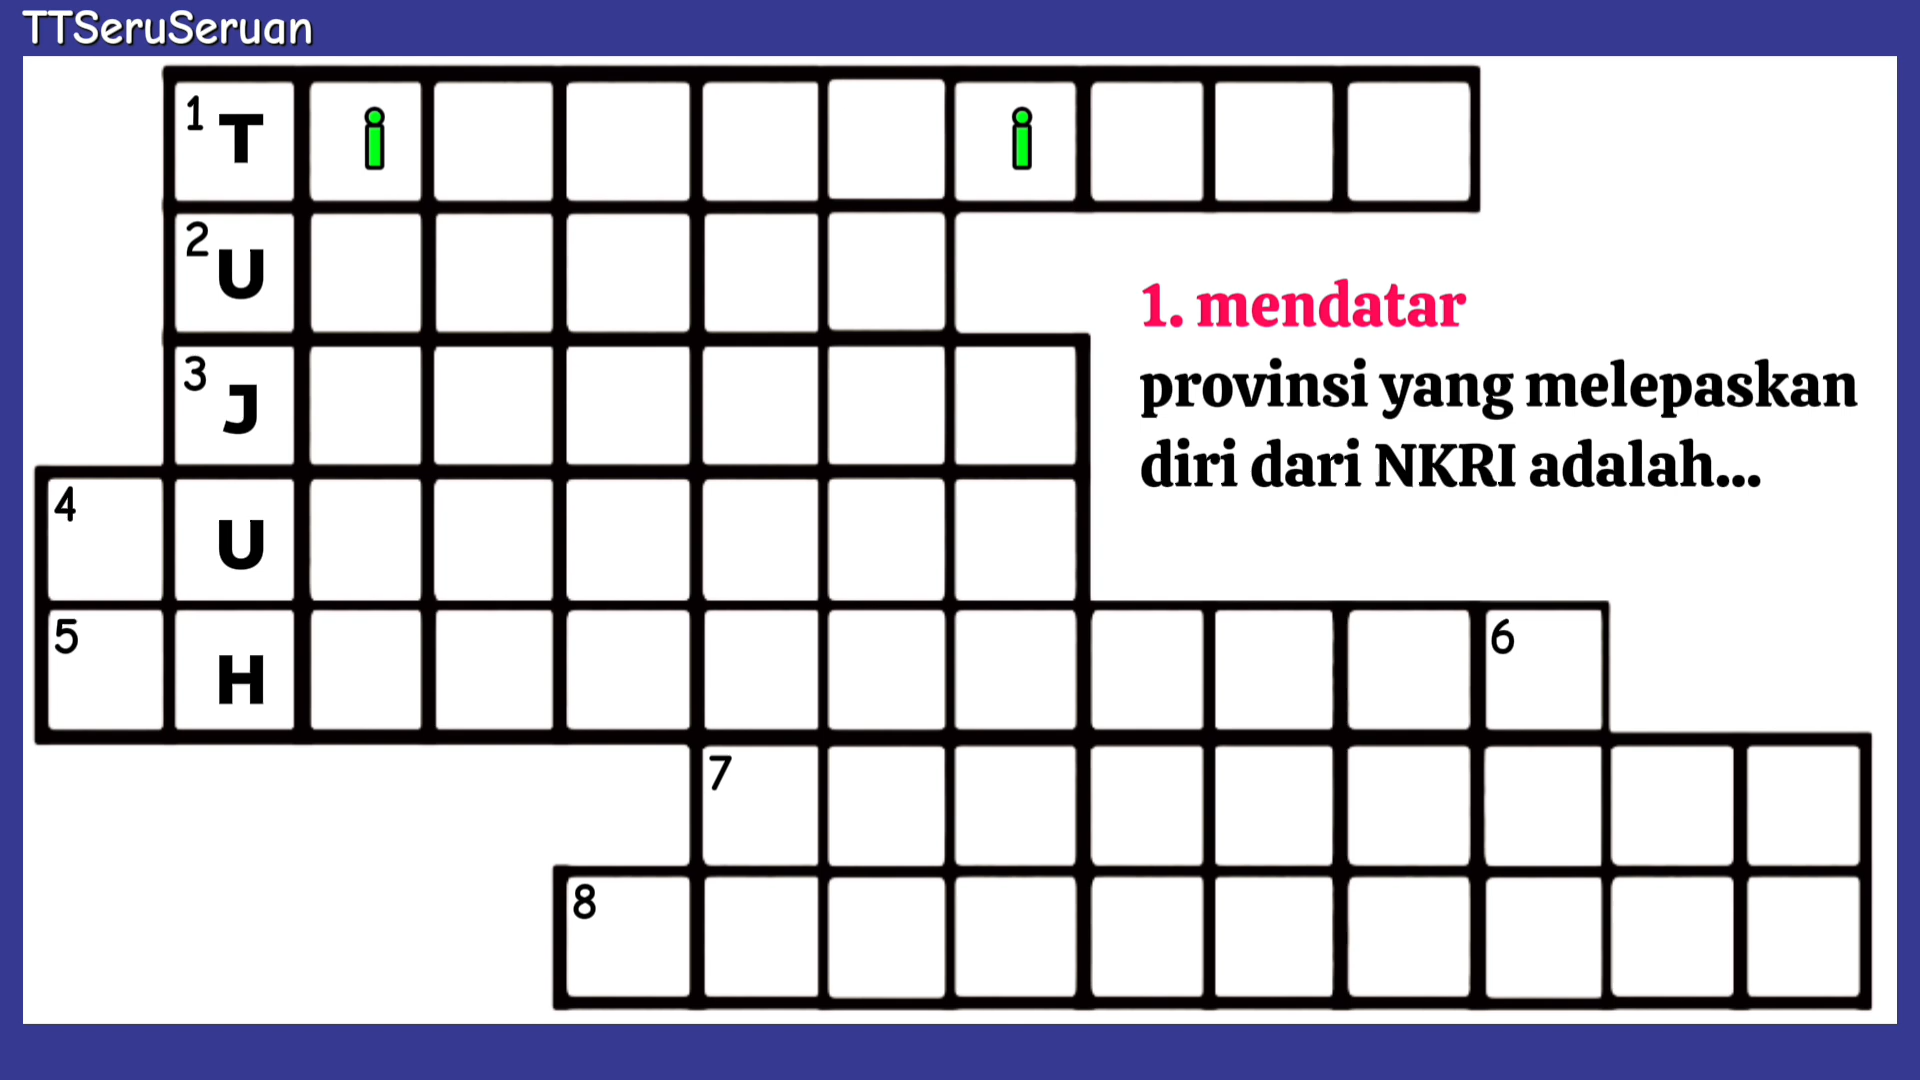 TTSeruSeruan
1 T i i
2 U
1. mendatar
provinsi yang melepaskan
3 J
diri dari NKRI adalah...
4 U
5 H 6
7
8